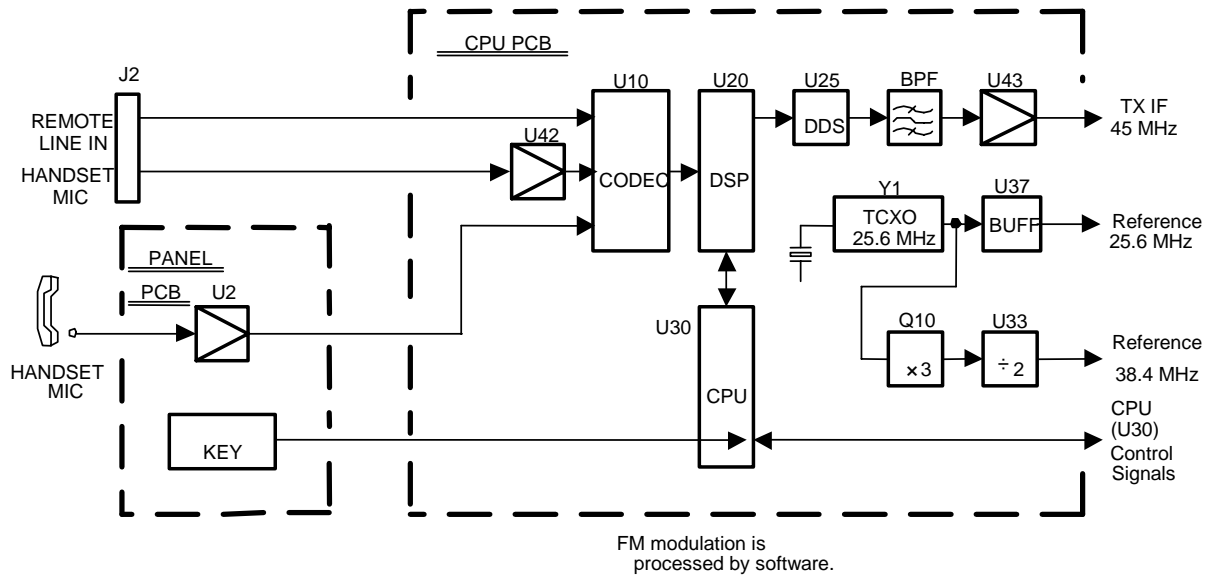 CPU PCB
J2
U10
U20
U25
BPF
U43
REMOTE
LINE IN
DDS
TX IF
45 MHz
U42
HANDSET
MIC
CODEC
DSP
Y1
U37
TCXO
25.6 MHz
BUFF
Reference
25.6 MHz
PANEL
PCB
U2
U30
Q10
U33
×3
÷2
Reference
38.4 MHz
HANDSET
MIC
CPU
CPU
(U30)
Control
Signals
KEY
FM modulation is
processed by software.